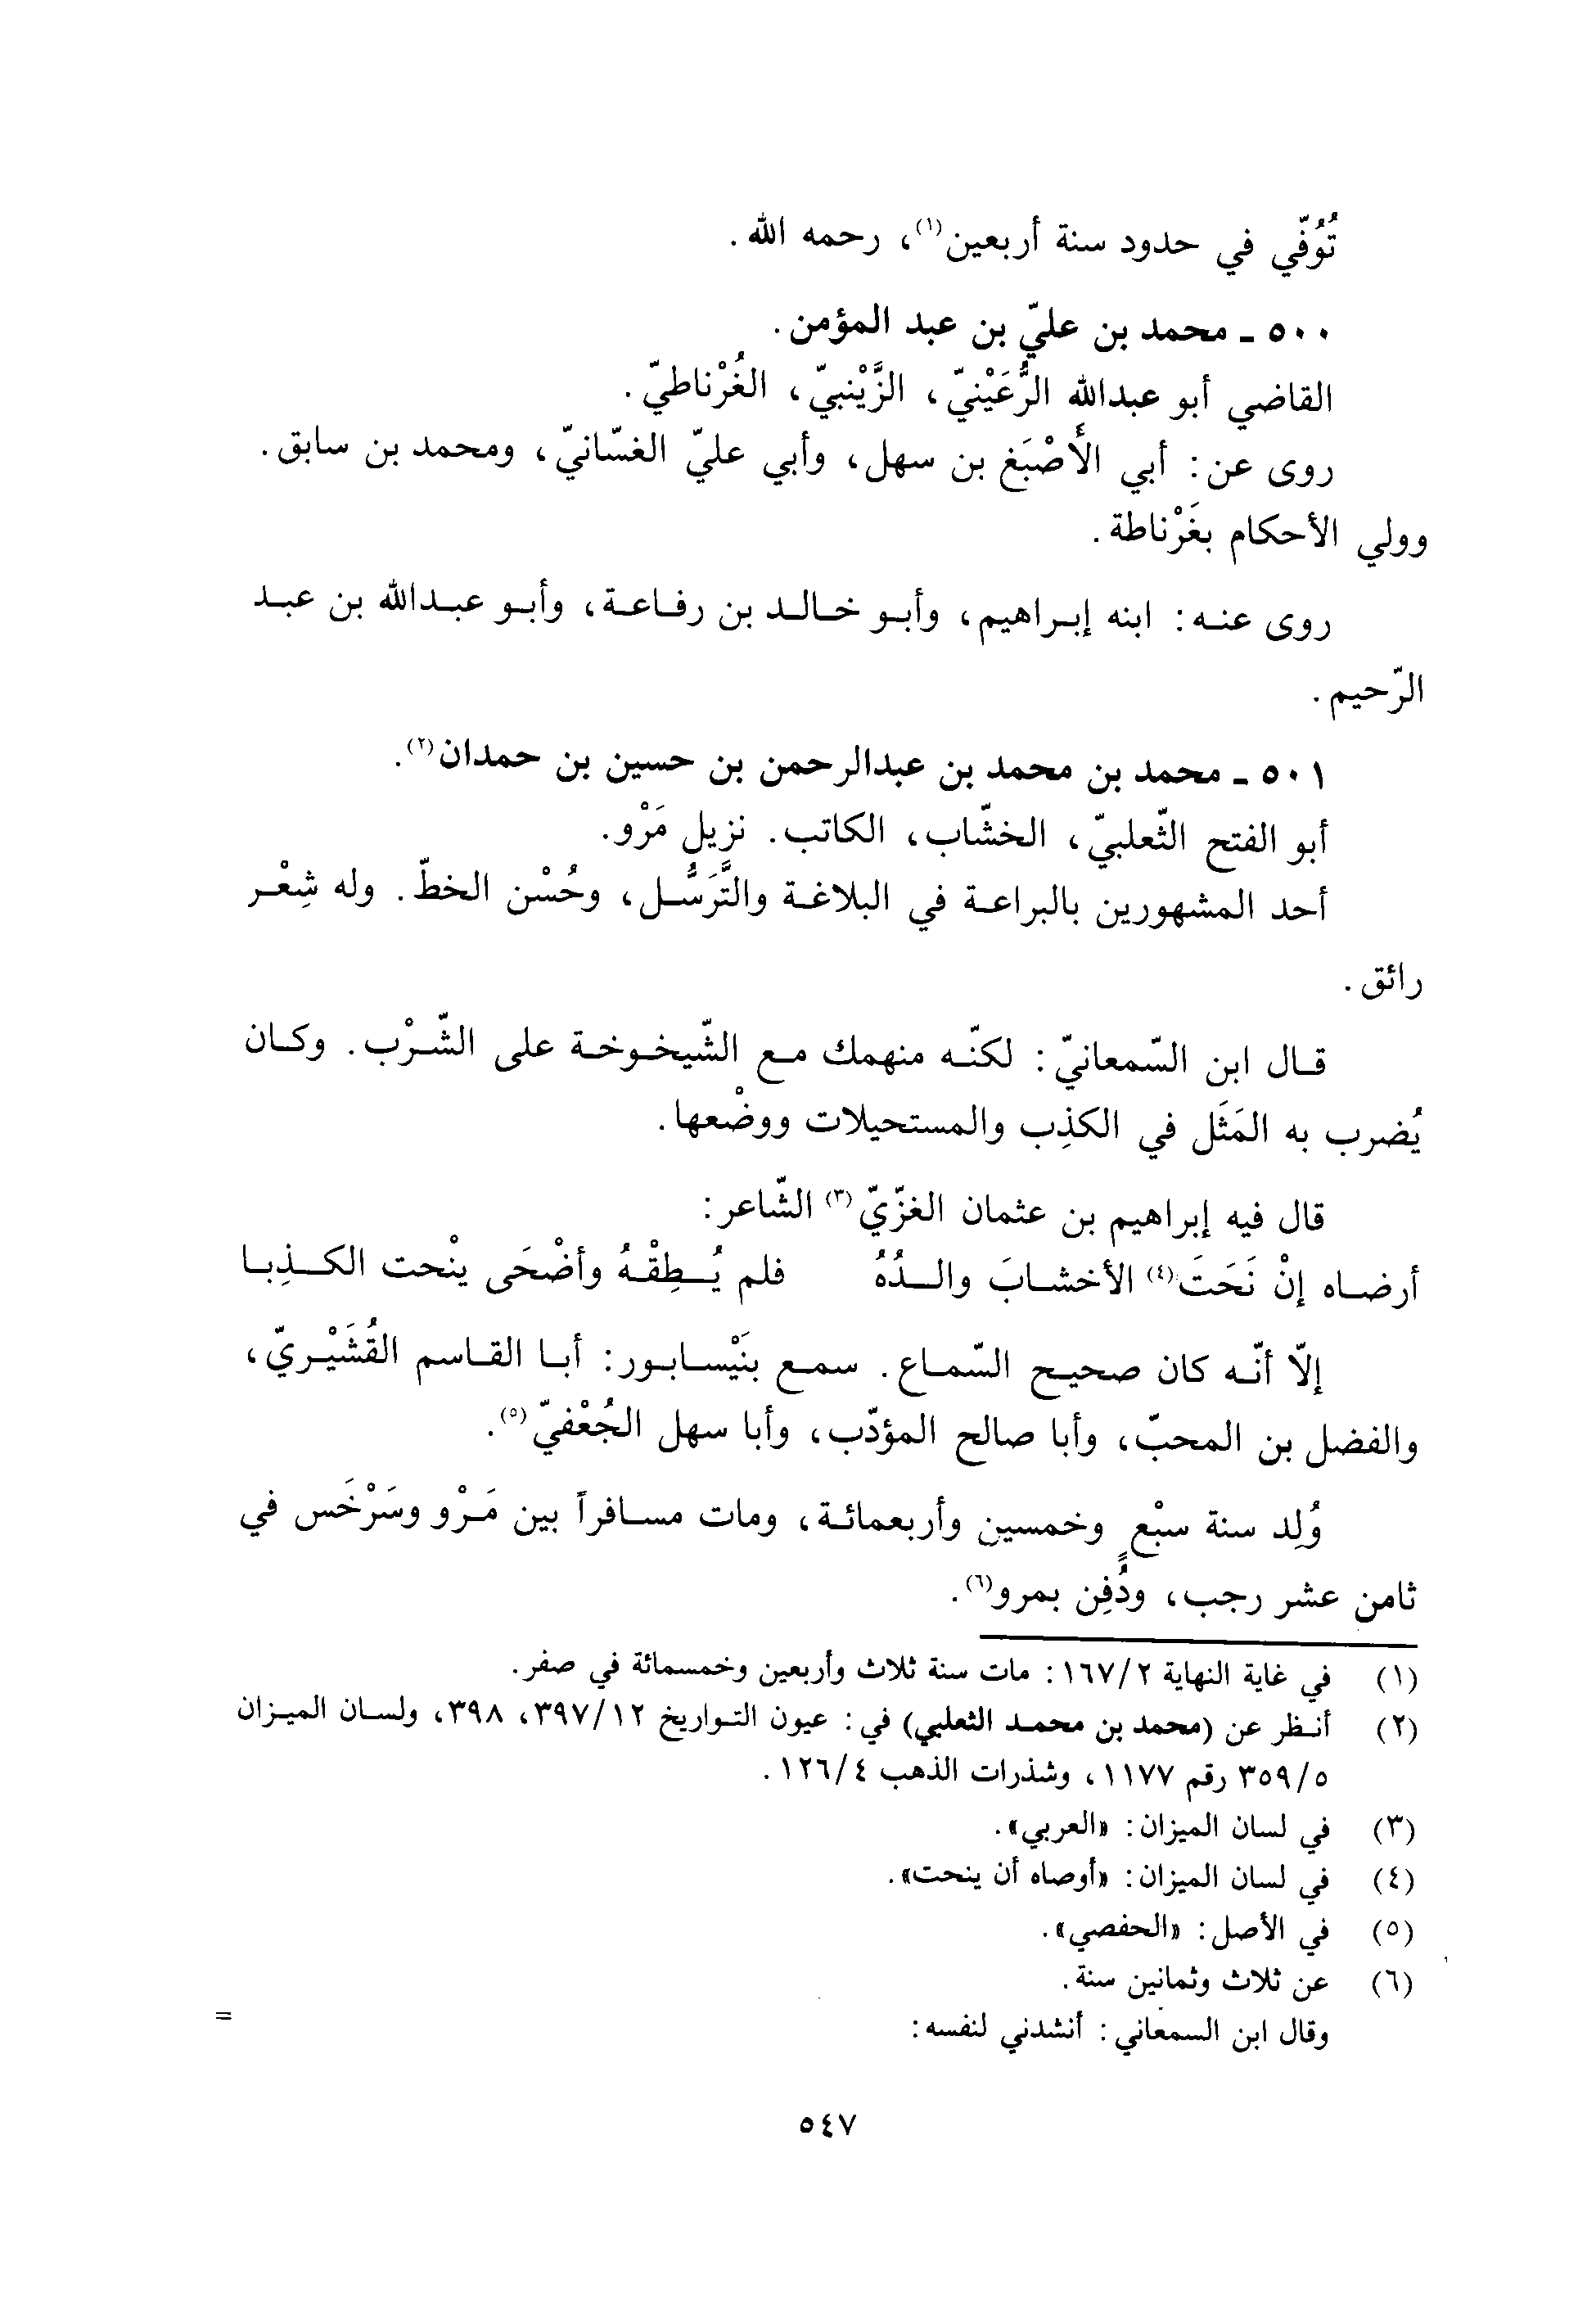 تُوُفّي في حدود سنة أربعين(١)، رحمه الله.
٥٠٠ ـ محمد بن عليّ بن عبد المؤمن.
القاضي أبو عبدالله الرُّعَيْنيّ، الزَّيْنبيّ، الغُرْناطيّ.
روى عن: أبي الأَصْبَغ بن سهل، وأبي عليّ الغسّانيّ، ومحمد بن سابق.
وولي الأحكام بغَرْناطة.
روى عنه: ابنه إبراهيم، وأبو خالد بن رفاعة، وأبو عبدالله بن عبد
الرّحيم.
٥٠١ ـ محمد بن محمد بن عبدالرحمن بن حسين بن حمدان(٢).
أبو الفتح الثّعلبيّ، الخشّاب، الكاتب. نزيل مَرْو.
أحد المشهورين بالبراعة في البلاغة والتَّرَسُّل، وحُسْن الخطّ. وله شِعْر
رائق.
قال ابن السّمعانيّ: لكنّه منهمك مع الشّيخوخة على الشّرْب. وكان
يُضرب به المَثَل في الكذِب والمستحيلات ووضْعها.
قال فيه إبراهيم بن عثمان الغزّيّ(٣) الشّاعر:
أرضاه إنْ نَحَتَ(٤) الأخشابَ والدُهُ فلم يُطِقْهُ وأضْحَى ينْحت الكذِبا
إلاّ أنّه كان صحيح السّماع. سمع بنَيْسابور: أبا القاسم القُشَيْريّ،
والفضل بن المحبّ، وأبا صالح المؤدّب، وأبا سهل الجُعْفيّ(٥).
وُلِد سنة سبْعٍ وخمسين وأربعمائة، ومات مسافراً بين مَرْو وسَرْخَس في
ثامن عشر رجب، ودُفِن بمرو(٦).
(١) في غاية النهاية ١٦٧/٢: مات سنة ثلاث وأربعين وخمسمائة في صفر.
(٢) أنظر عن (محمد بن محمد الثعلبي) في: عيون التواريخ ٣٩٧/١٢، ٣٩٨، ولسان الميزان
٣٥٩/٥ رقم ١١٧٧، وشذرات الذهب ١٢٦/٤.
(٣) في لسان الميزان: «العربي».
(٤) في لسان الميزان: «أوصاه أن ينحت».
(٥) في الأصل: «الحفصي».
(٦) عن ثلاث وثمانين سنة.
وقال ابن السمعاني: أنشدني لنفسه: =
٥٤٧